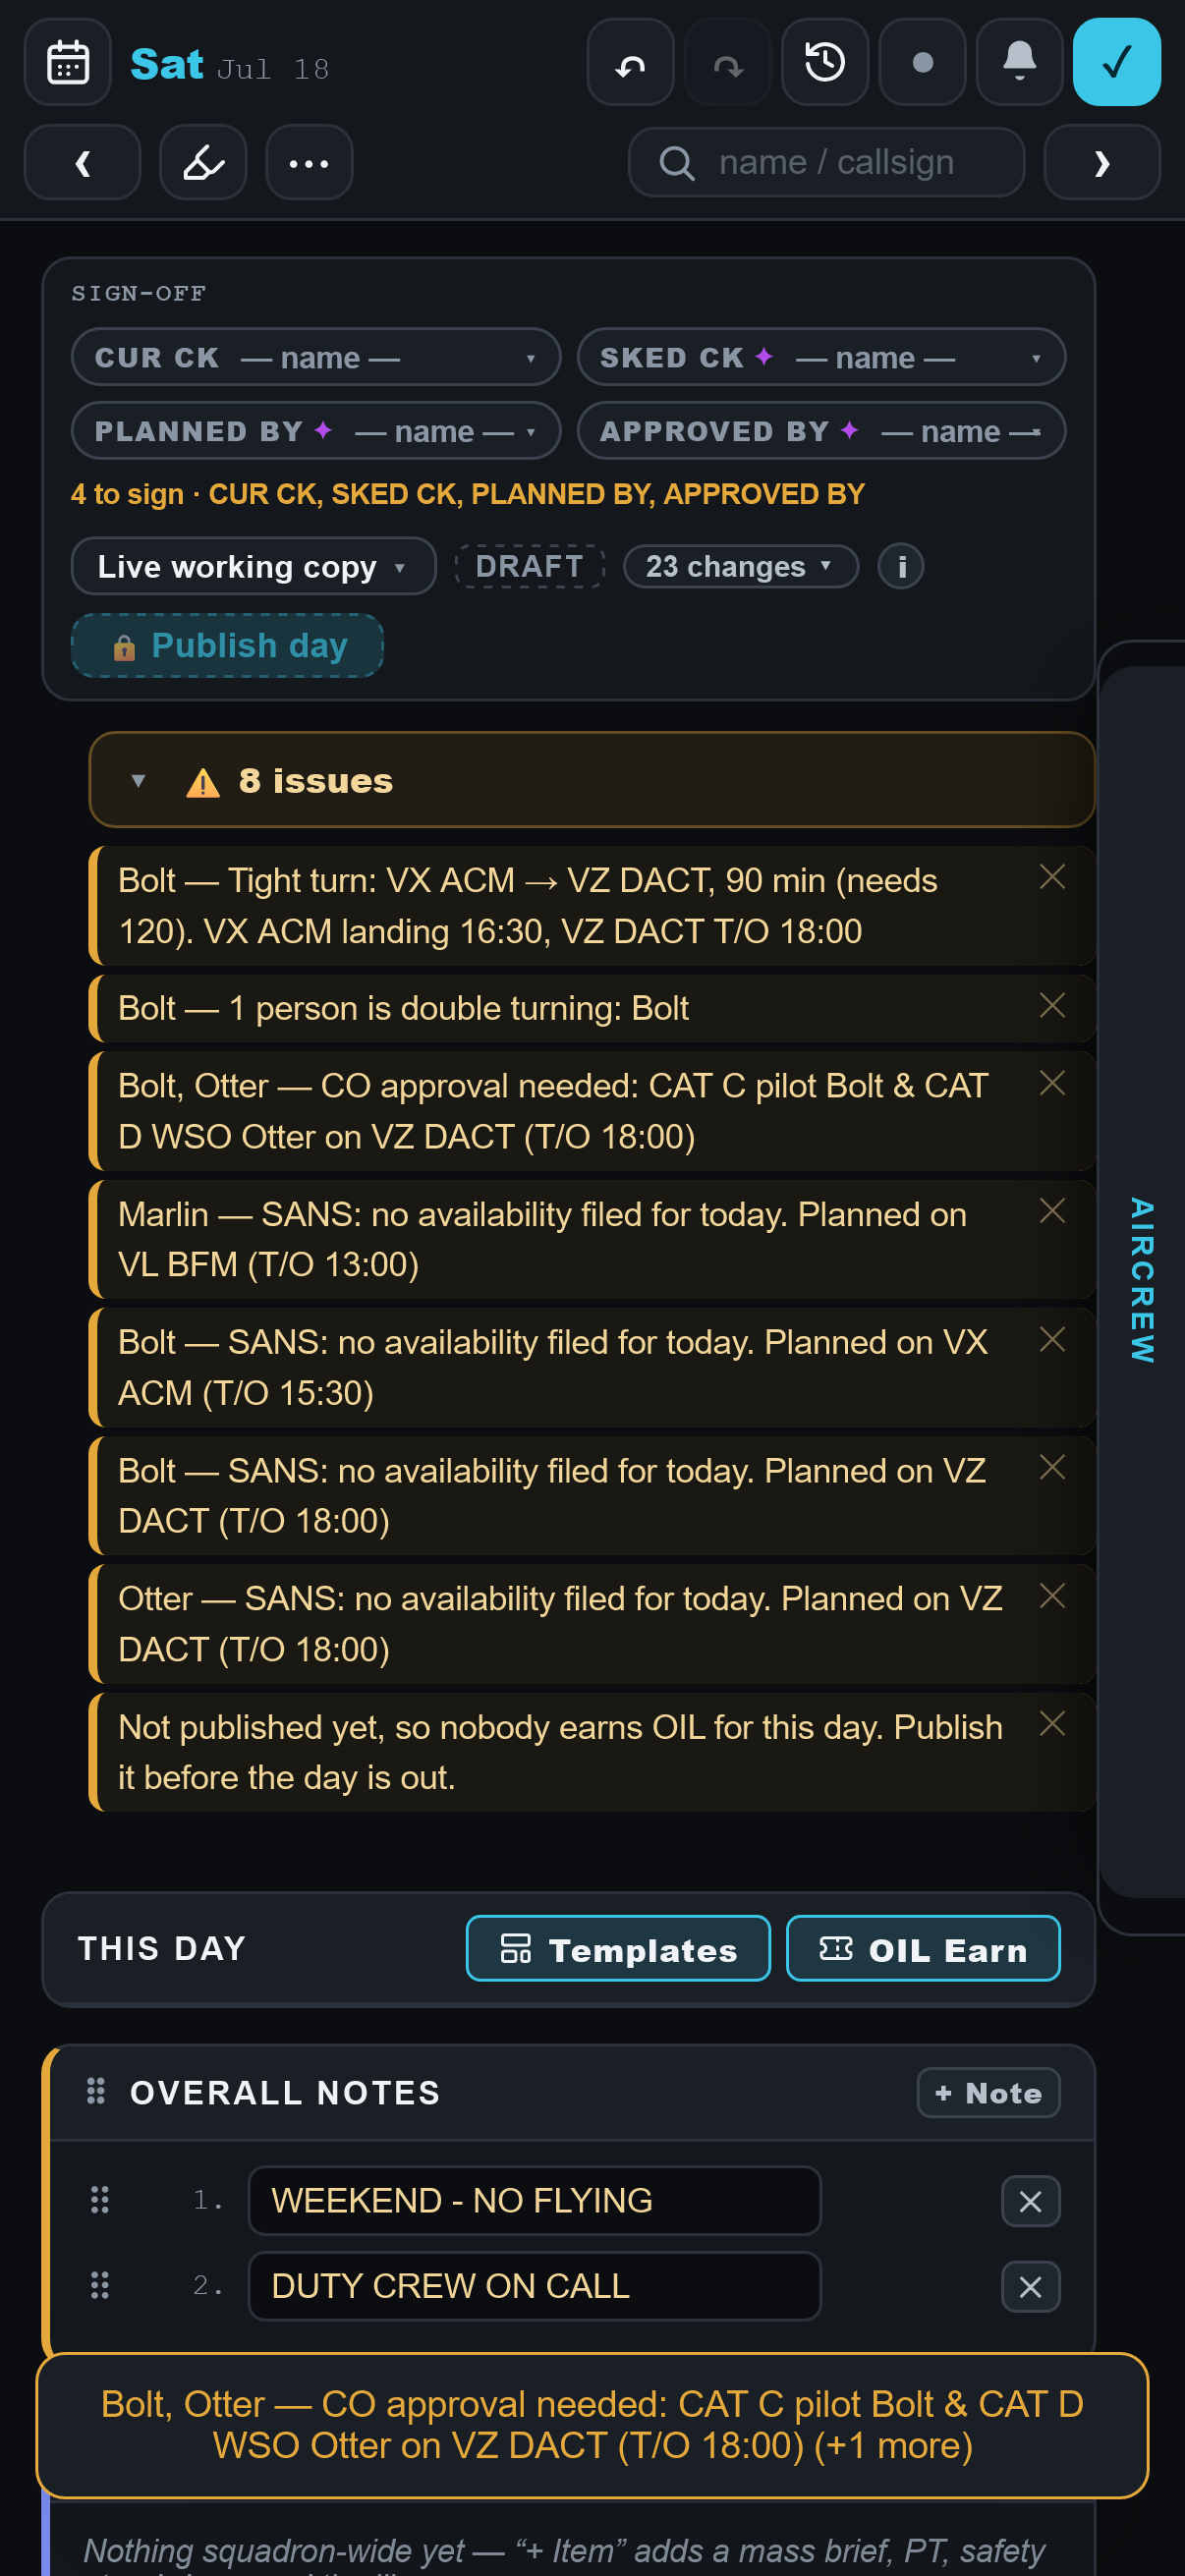 Sat Jul 18
name / callsign
SIGN-OFF
CUR CK — name —
SKED CK — name —
PLANNED BY — name —
APPROVED BY — name —
4 to sign · CUR CK, SKED CK, PLANNED BY, APPROVED BY
Live working copy DRAFT 23 changes i
Publish day
8 issues
Bolt — Tight turn: VX ACM → VZ DACT, 90 min (needs
120). VX ACM landing 16:30, VZ DACT T/O 18:00
Bolt — 1 person is double turning: Bolt
Bolt, Otter — CO approval needed: CAT C pilot Bolt & CAT
D WSO Otter on VZ DACT (T/O 18:00)
Marlin — SANS: no availability filed for today. Planned on
VL BFM (T/O 13:00)
Bolt — SANS: no availability filed for today. Planned on VX
ACM (T/O 15:30)
Bolt — SANS: no availability filed for today. Planned on VZ
DACT (T/O 18:00)
Otter — SANS: no availability filed for today. Planned on VZ
DACT (T/O 18:00)
Not published yet, so nobody earns OIL for this day. Publish
it before the day is out.
AIRCREW
THIS DAY Templates OIL Earn
OVERALL NOTES + Note
1. WEEKEND - NO FLYING
2. DUTY CREW ON CALL
Bolt, Otter — CO approval needed: CAT C pilot Bolt & CAT D
WSO Otter on VZ DACT (T/O 18:00) (+1 more)
Nothing squadron-wide yet — “+ Item” adds a mass brief, PT, safety